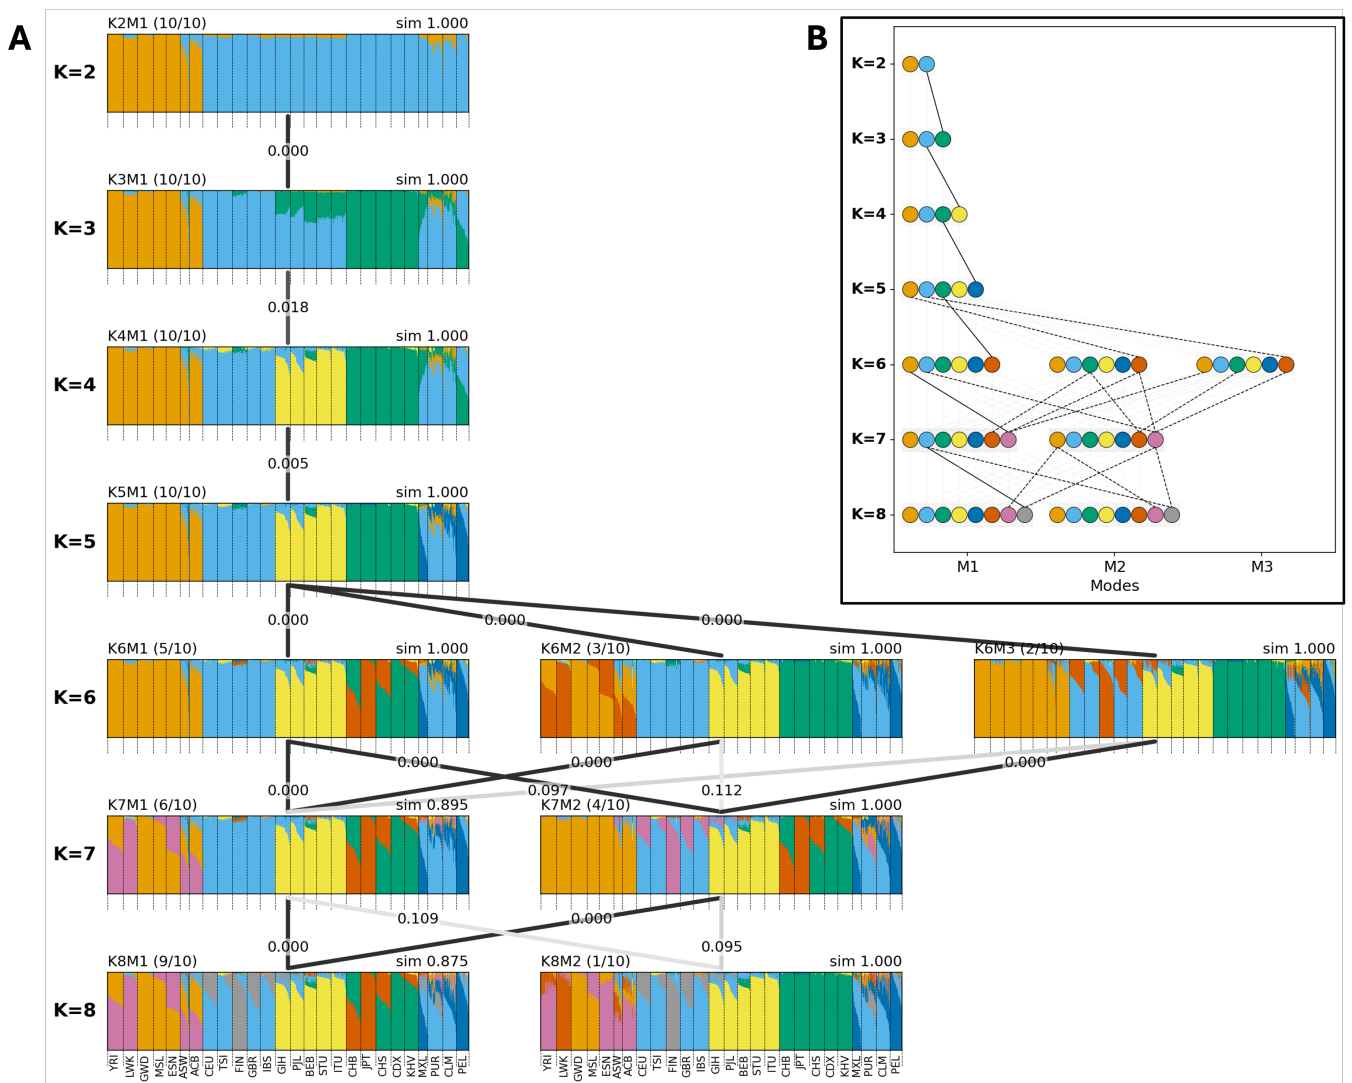 A
K2M1 (10/10) sim 1.000
K=2
0.000
K3M1 (10/10) sim 1.000
K=3
0.018
K4M1 (10/10) sim 1.000
K=4
0.005
K5M1 (10/10) sim 1.000
K=5
0.000 0.000 0.000
K6M1 (5/10) sim 1.000 K6M2 (3/10) sim 1.000 K6M3 (2/10) sim 1.000
K=6
0.000 0.000 0.000
0.000 0.097 0.112
K7M1 (6/10) sim 0.895 K7M2 (4/10) sim 1.000
K=7
0.109 0.000
0.000 0.095
K8M1 (9/10) sim 0.875 K8M2 (1/10) sim 1.000
K=8
YRI LWK GWD MSL ESN ASW ACB CEU TSI FIN GBR IBS GIH PJL BEB STU ITU CHB JPT CHS CDX KHV MXL PUR CLM PEL
YRI LWK GWD MSL ESN ASW ACB CEU TSI FIN GBR IBS GIH PJL BEB STU ITU CHB JPT CHS CDX KHV MXL PUR CLM PEL
B
K=2
K=3
K=4
K=5
K=6
K=7
K=8
M1 M2 M3
Modes